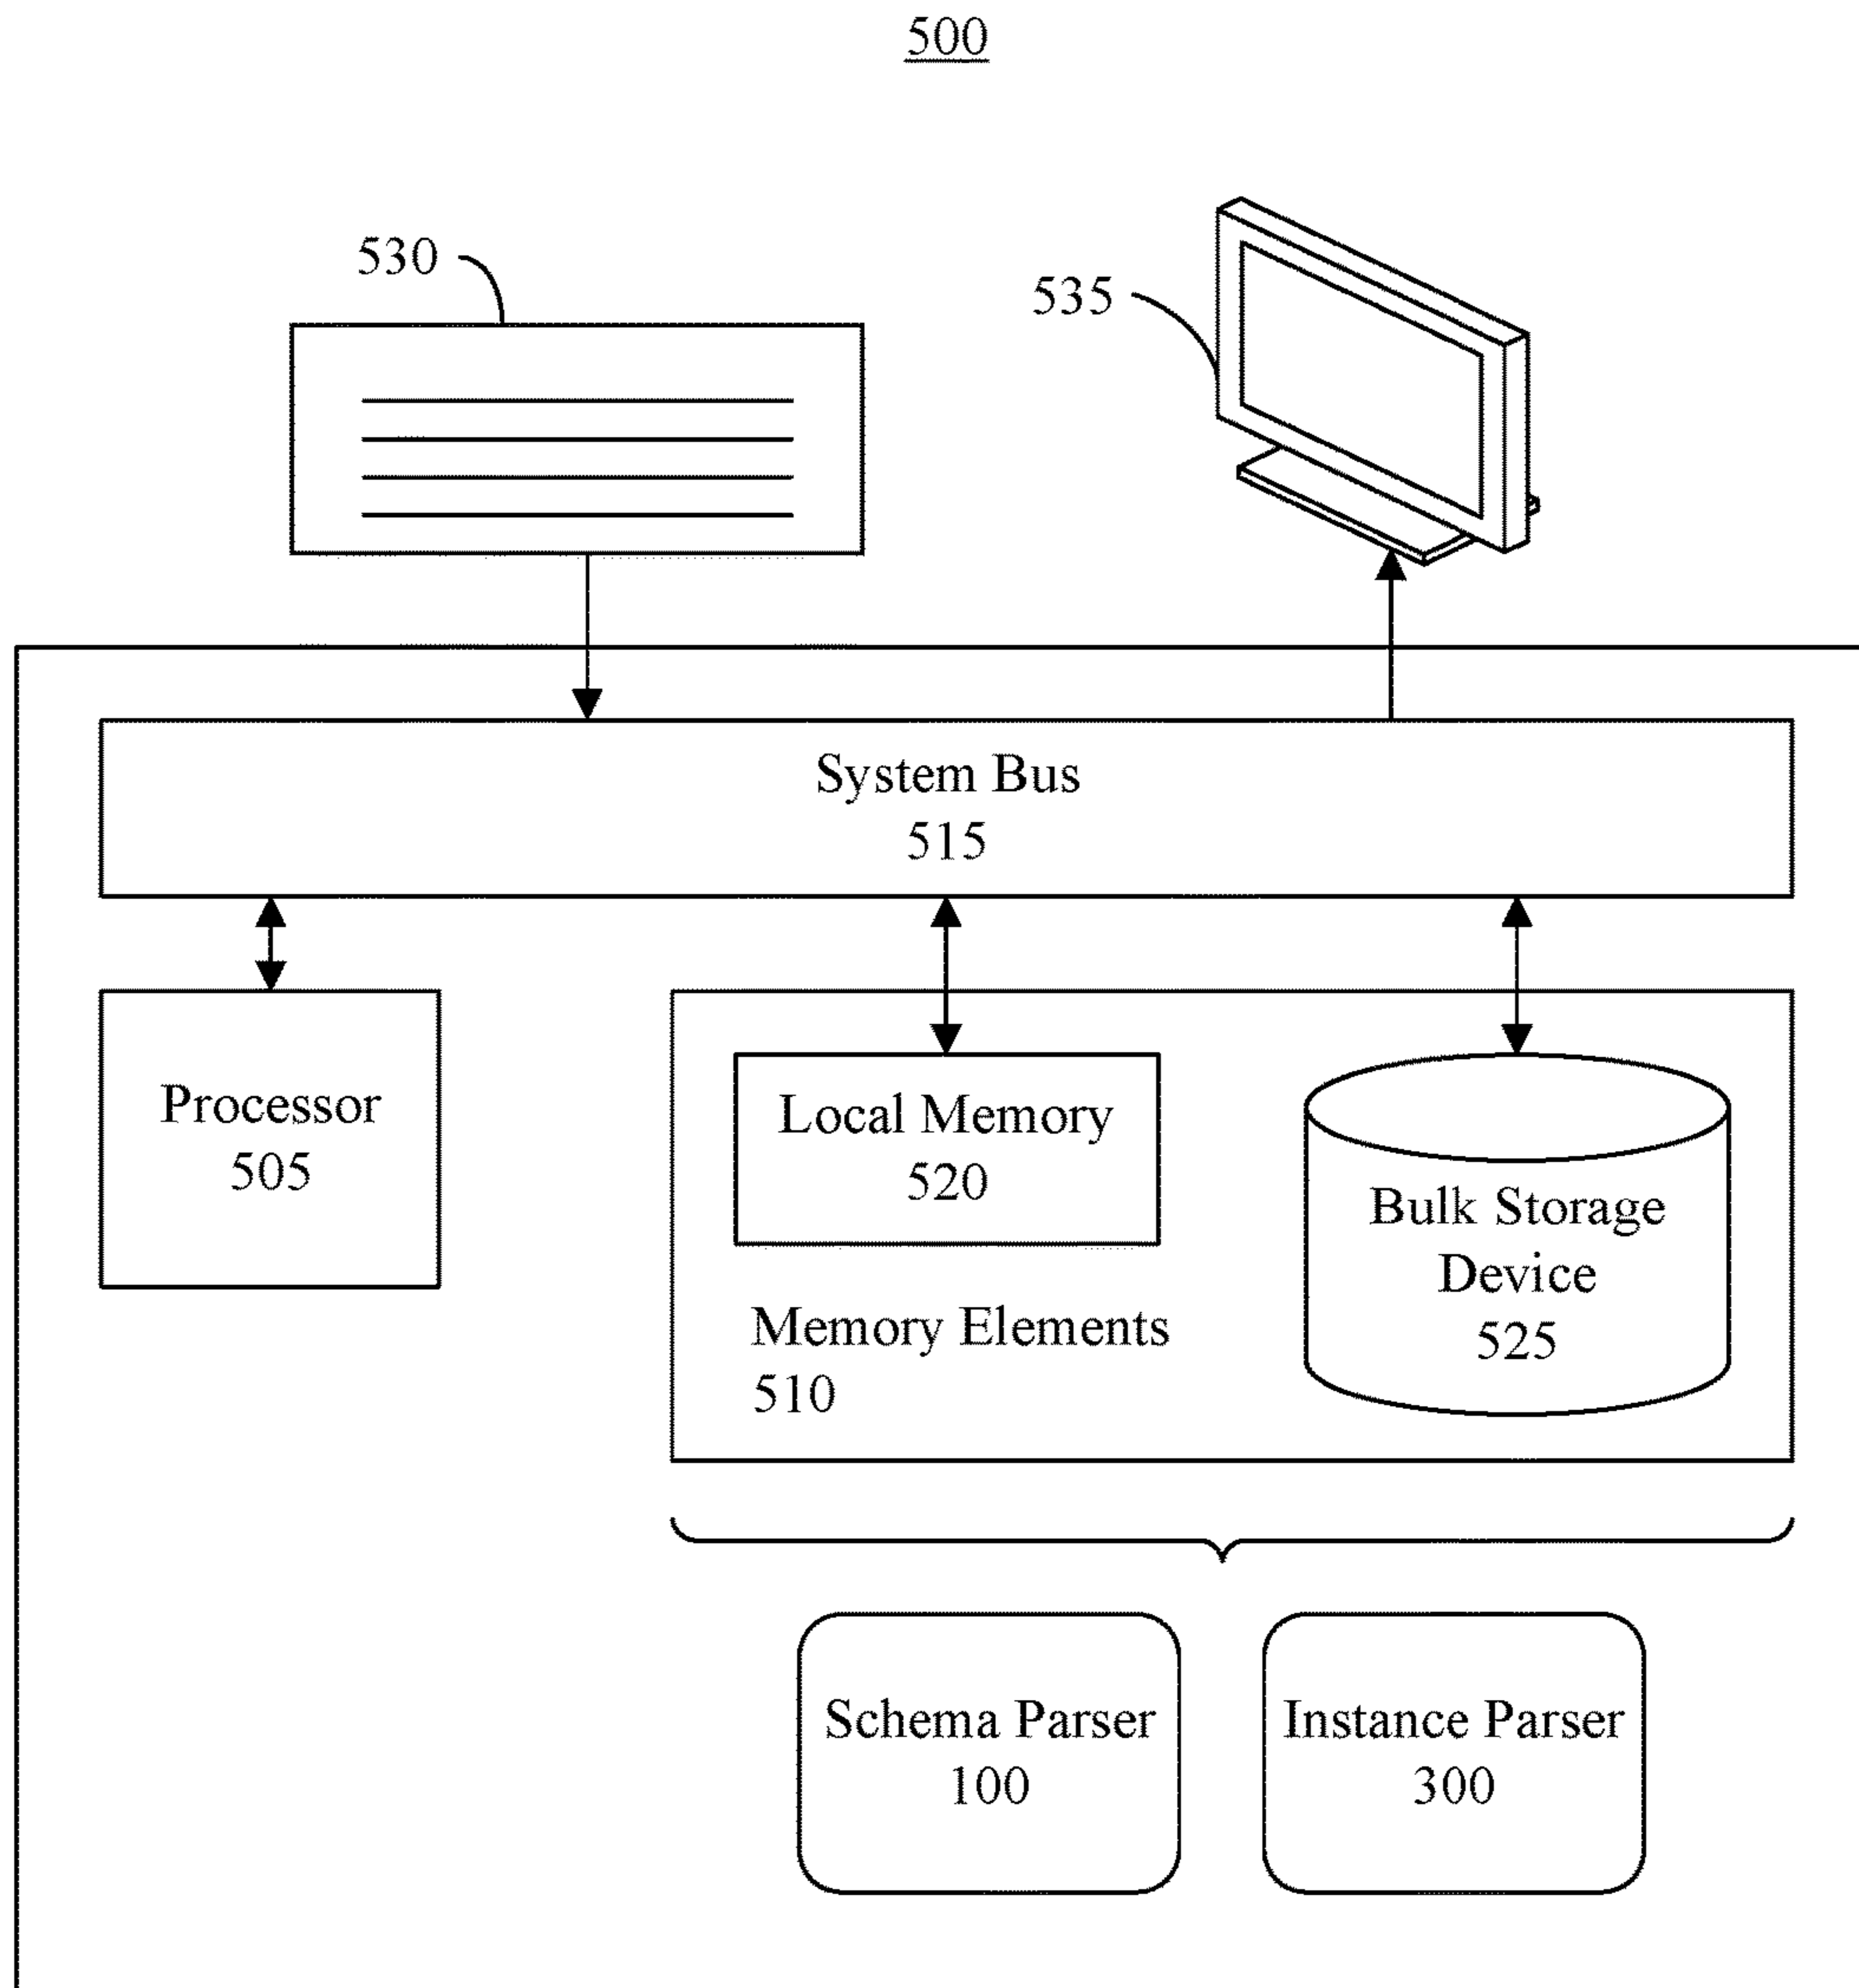 500
530
535
System Bus
515
Processor
505
Local Memory
520
Bulk Storage
Device
525
Memory Elements
510
Schema Parser
100
Instance Parser
300